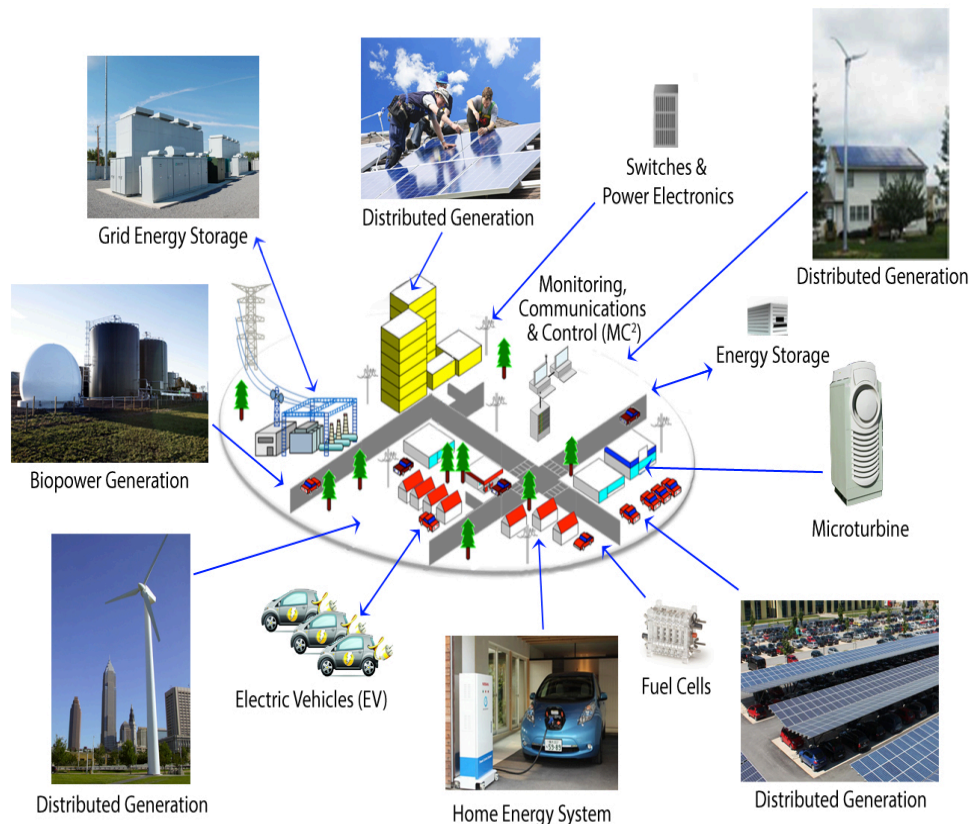 Distributed Generation
Switches &
Power Electronics
Grid Energy Storage
Distributed Generation
Monitoring,
Communications
& Control (MC²)
Energy Storage
Biopower Generation
Microturbine
Electric Vehicles (EV)
Fuel Cells
Distributed Generation
Home Energy System
Distributed Generation